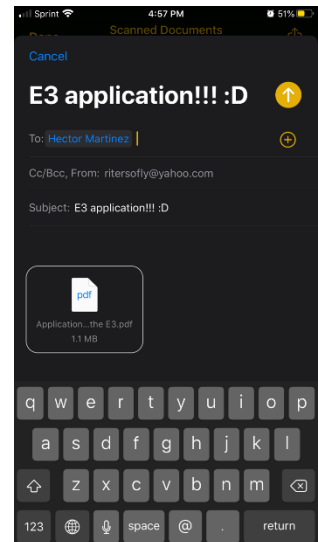 Sprint 4:57 PM 51%
Done Scanned Documents
Cancel
E3 application!!! :D
To: Hector Martinez
Cc/Bcc, From: ritersofly@yahoo.com
Subject: E3 application!!! :D
pdf
Application...the E3.pdf
1.1 MB
q w e r t y u i o p
a s d f g h j k l
z x c v b n m
123 space @ . return